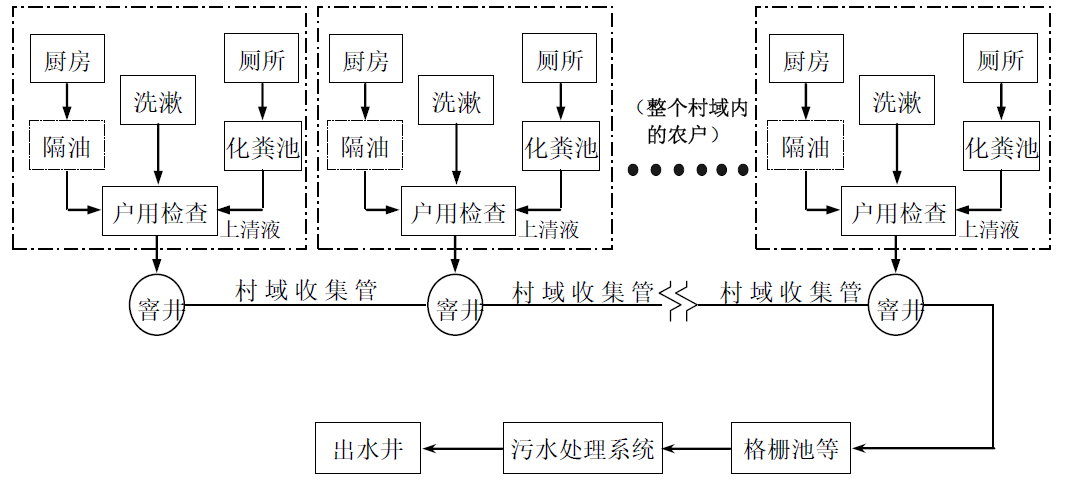 厨房
厕所
洗漱
隔油
化粪池
户用检查
上清液
厨房
厕所
洗漱
隔油
化粪池
户用检查
上清液
（整个村域内
的农户）
厨房
厕所
洗漱
隔油
化粪池
户用检查
上清液
窨井
村域收集管
窨井
村域收集管
村域收集管
窨井
出水井
污水处理系统
格栅池等